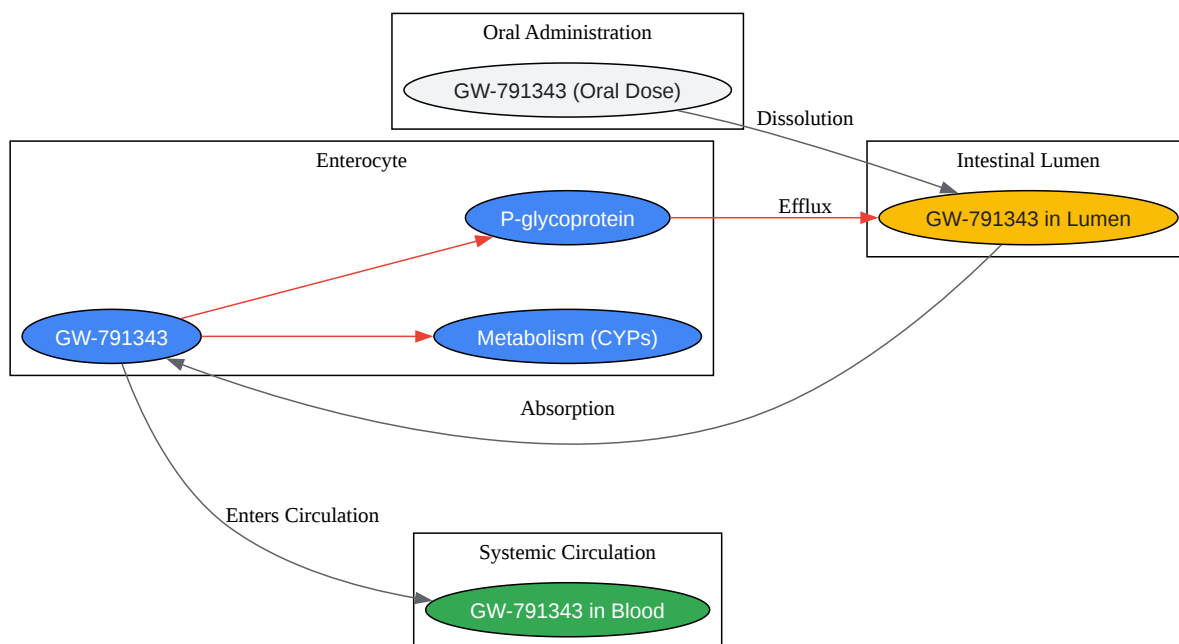 Oral Administration
GW-791343 (Oral Dose)
Dissolution
Enterocyte
Intestinal Lumen
P-glycoprotein
Efflux
GW-791343 in Lumen
GW-791343
Metabolism (CYPs)
Absorption
Enters Circulation
Systemic Circulation
GW-791343 in Blood